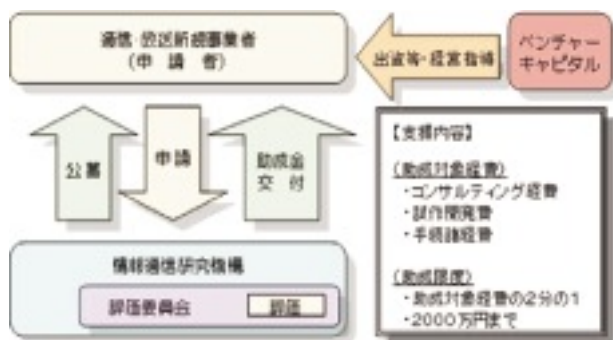 通信・放送新規事業者
(申 請 者)
出資等・経営指導
ベンチャー
キャピタル
公募
申請
助成金
交 付
情報通信研究機構
評価委員会
評価
【支援内容】
(助成対象経費)
・コンサルティング経費
・試作開発費
・手続諸経費
(助成限度)
・助成対象経費の2分の1
・2000万円まで